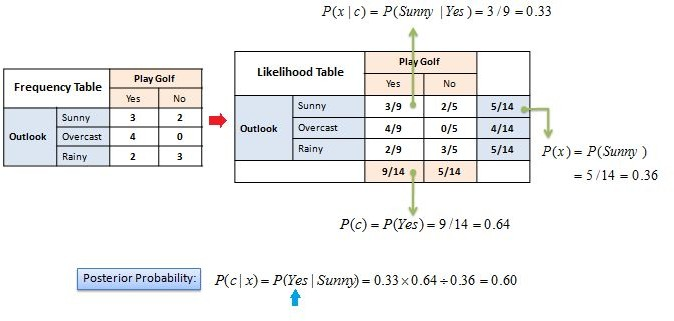 P(x | c) = P(Sunny | Yes) = 3/9 = 0.33
Frequency Table Play Golf
Yes No
Outlook Sunny 3 2
Overcast 4 0
Rainy 2 3
Likelihood Table Play Golf
Yes No
Outlook Sunny 3/9 2/5 5/14
Overcast 4/9 0/5 4/14
Rainy 2/9 3/5 5/14
9/14 5/14
P(x) = P(Sunny)
= 5/14 = 0.36
P(c) = P(Yes) = 9/14 = 0.64
Posterior Probability: P(c | x) = P(Yes | Sunny) = 0.33 × 0.64 ÷ 0.36 = 0.60